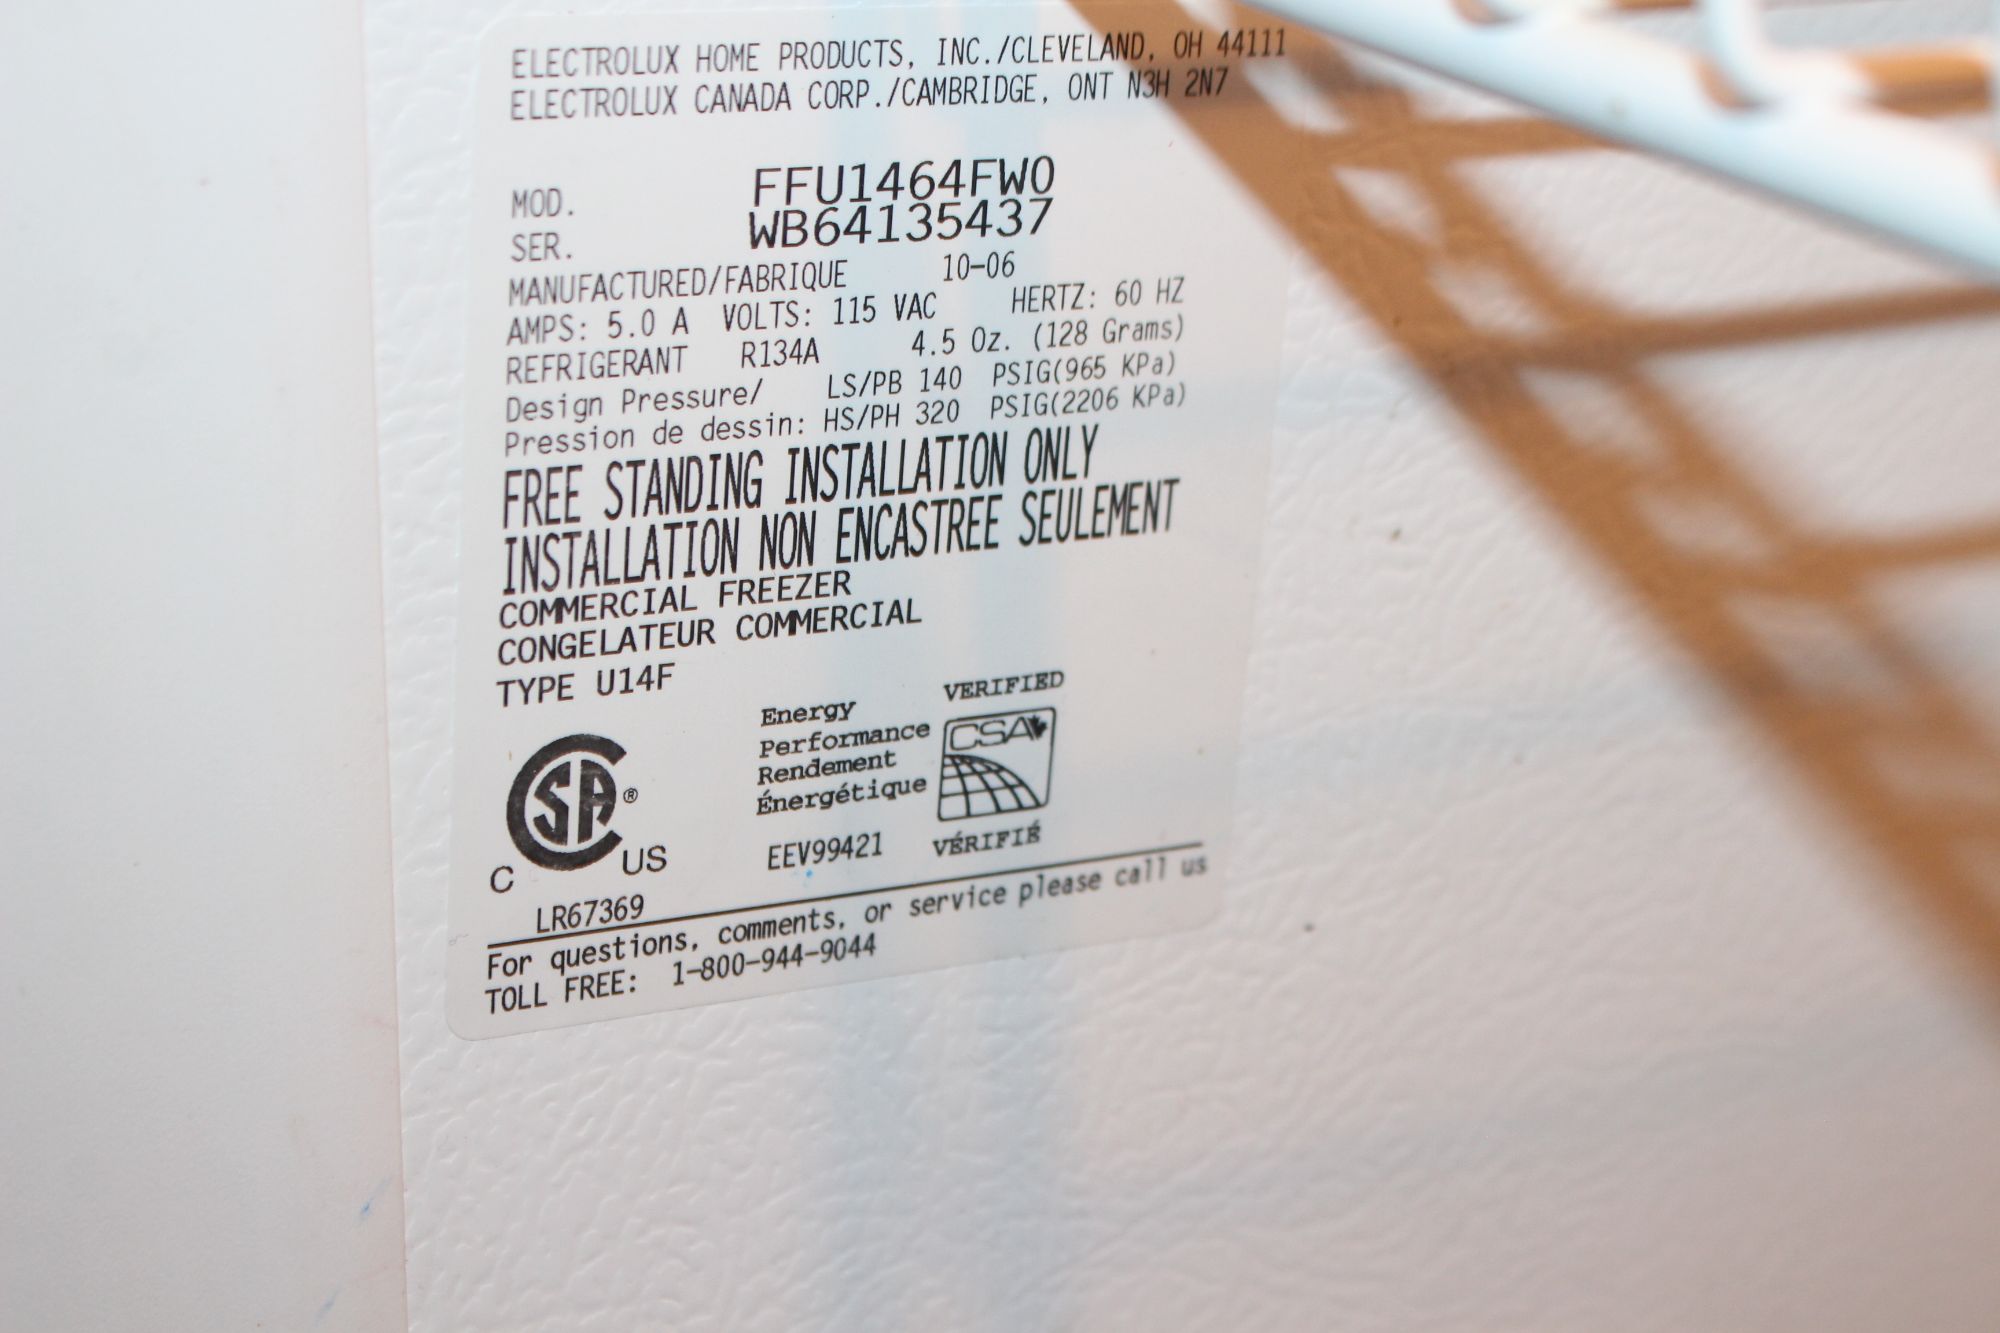 ELECTROLUX HOME PRODUCTS, INC./CLEVELAND, OH 44111
ELECTROLUX CANADA CORP./CAMBRIDGE, ONT N3H 2N7
MOD. FFU1464FW0
SER. WB64135437
MANUFACTURED/FABRIQUE 10-06
AMPS: 5.0 A VOLTS: 115 VAC HERTZ: 60 HZ
REFRIGERANT R134A 4.5 Oz. (128 Grams)
Design Pressure/ LS/PB 140 PSIG(965 KPa)
Pression de dessin: HS/PH 320 PSIG(2206 KPa)
FREE STANDING INSTALLATION ONLY
INSTALLATION NON ENCASTREE SEULEMENT
COMMERCIAL FREEZER
CONGELATEUR COMMERCIAL
TYPE U14F
CSA®
C US
LR67369
Energy
Performance
Rendement
Énergétique
EEV99421
VERIFIED
CSA
VÉRIFIÉ
For questions, comments, or service please call us
TOLL FREE: 1-800-944-9044